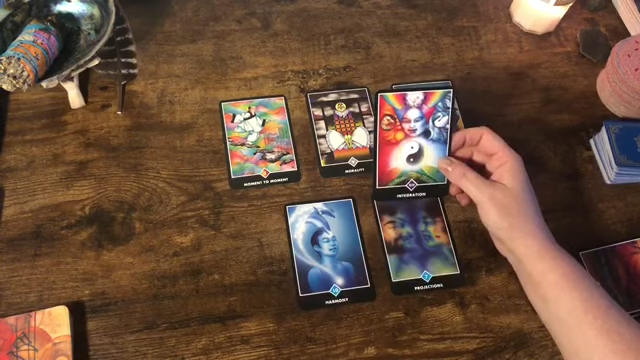 MOMENT TO MOMENT
MORALITY
INTEGRATION
HARMONY
PROJECTIONS